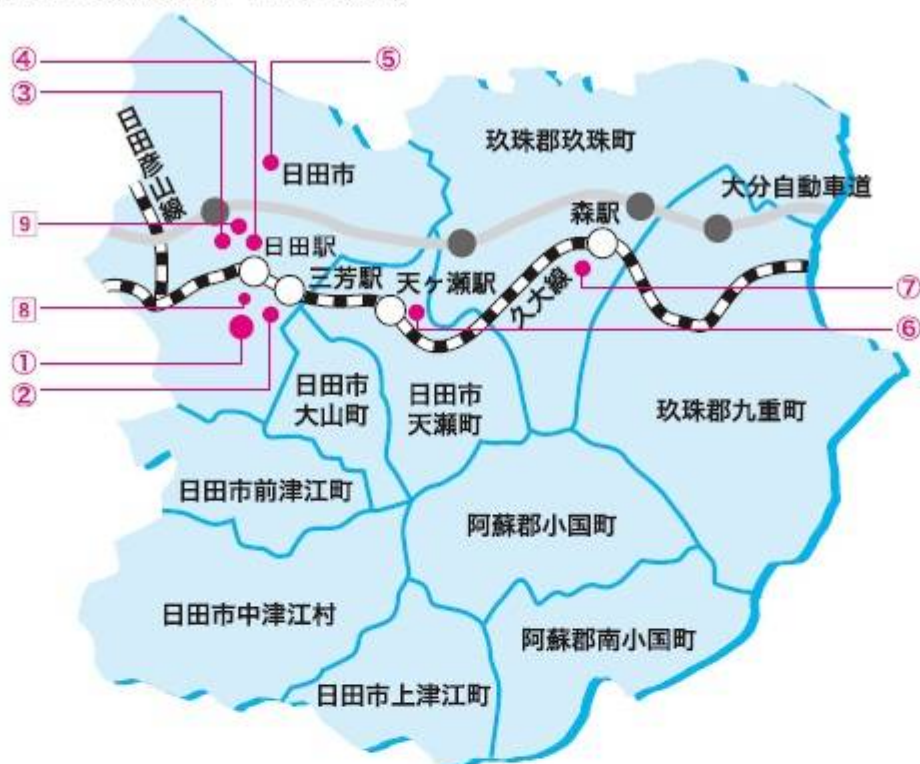 ④
⑤
③
日田彦山線
日田市
玖珠郡玖珠町
大分自動車道
9
日田駅
森駅
三芳駅
天ヶ瀬駅
久大線
⑦
8
⑥
①
②
日田市
大山町
日田市
天瀬町
玖珠郡九重町
日田市前津江町
阿蘇郡小国町
日田市中津江村
阿蘇郡南小国町
日田市上津江町